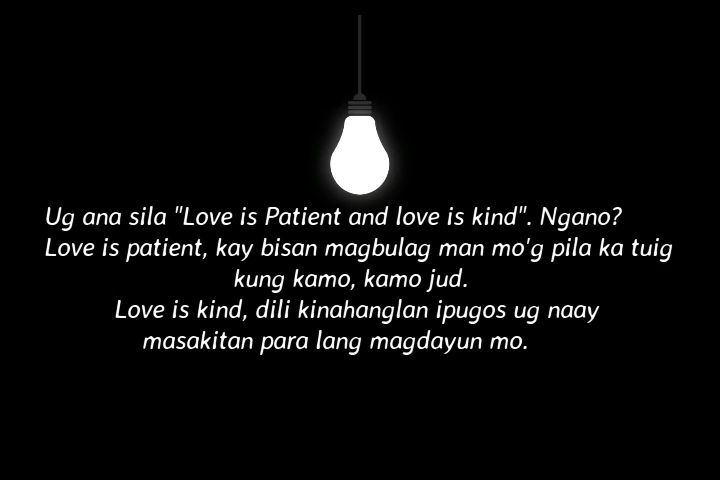 Ug ana sila "Love is Patient and love is kind". Ngano?
Love is patient, kay bisan magbulag man mo'g pila ka tuig
kung kamo, kamo jud.
Love is kind, dili kinahanglan ipugos ug naay
masakitan para lang magdayun mo.